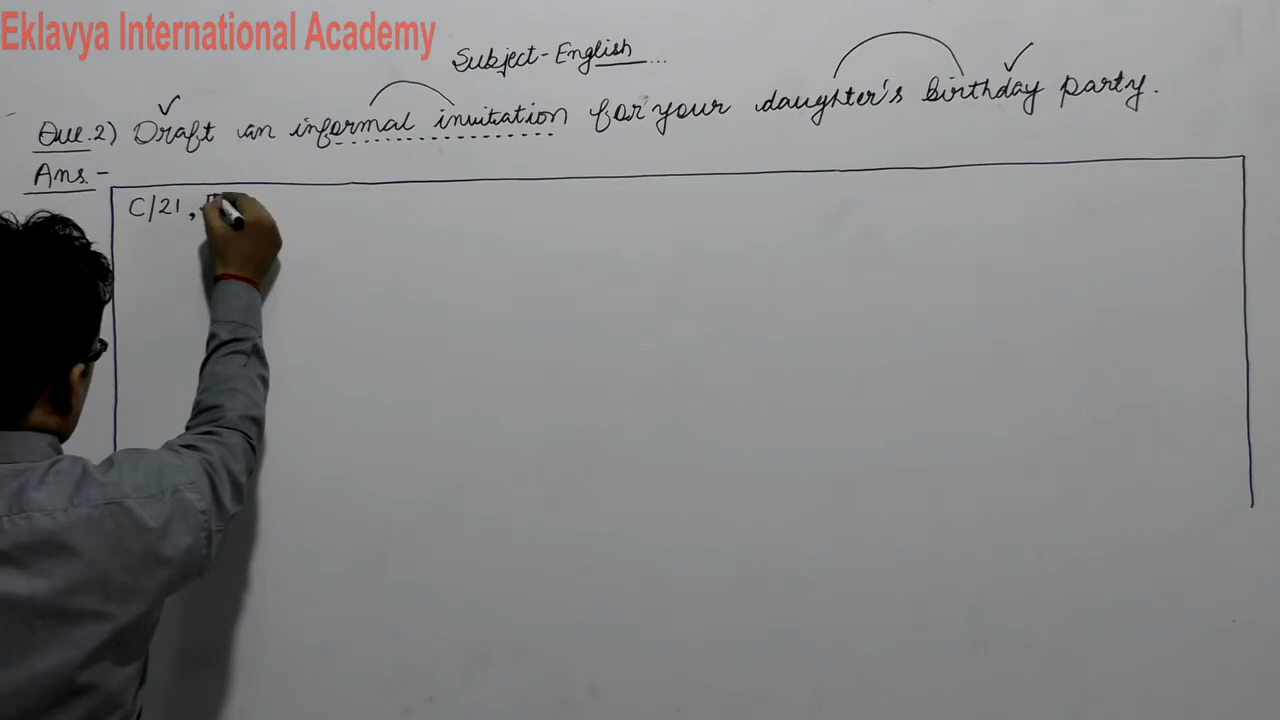 Eklavya International Academy
Subject-English...
Que.2) Draft an informal invitation for your daughter's birthday party.
Ans.-
C/21,